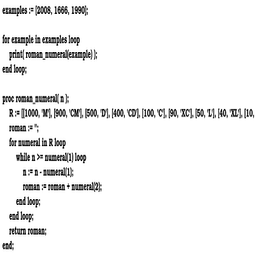 examples := [2008, 1666, 1990];
for example in examples loop
print( roman_numeral(example) );
end loop;
proc roman_numeral( n );
R := [[1000, 'M'], [900, 'CM'], [500, 'D'], [400, 'CD'], [100, 'C'], [90, 'XC'], [50, 'L'], [40, 'XL'], [10,
roman := '';
for numeral in R loop
while n >= numeral(1) loop
n := n - numeral(1);
roman := roman + numeral(2);
end loop;
end loop;
return roman;
end;